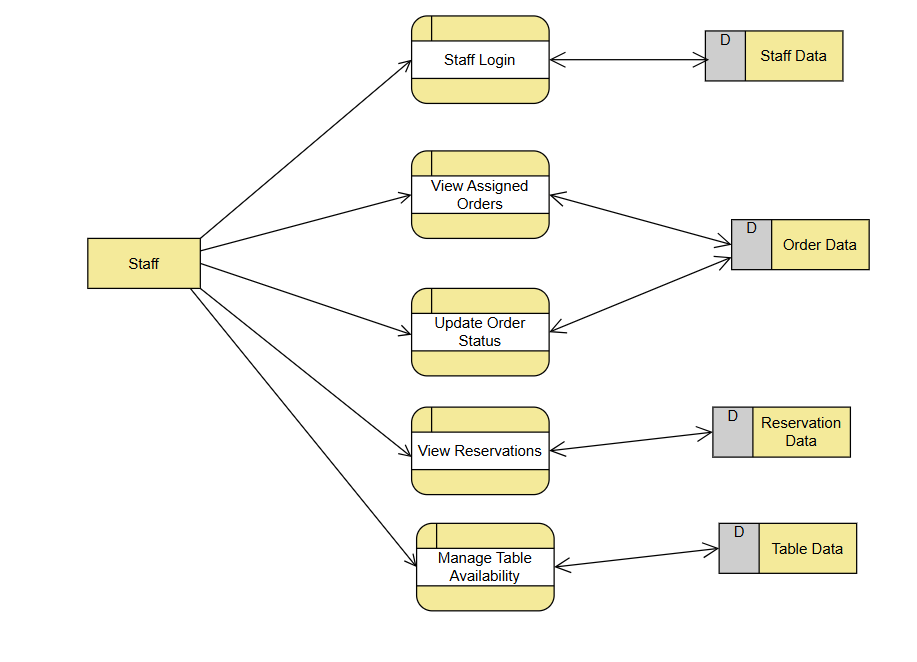 Staff Login
D
Staff Data
View Assigned
Orders
D
Order Data
Staff
Update Order
Status
View Reservations
D
Reservation
Data
Manage Table
Availability
D
Table Data